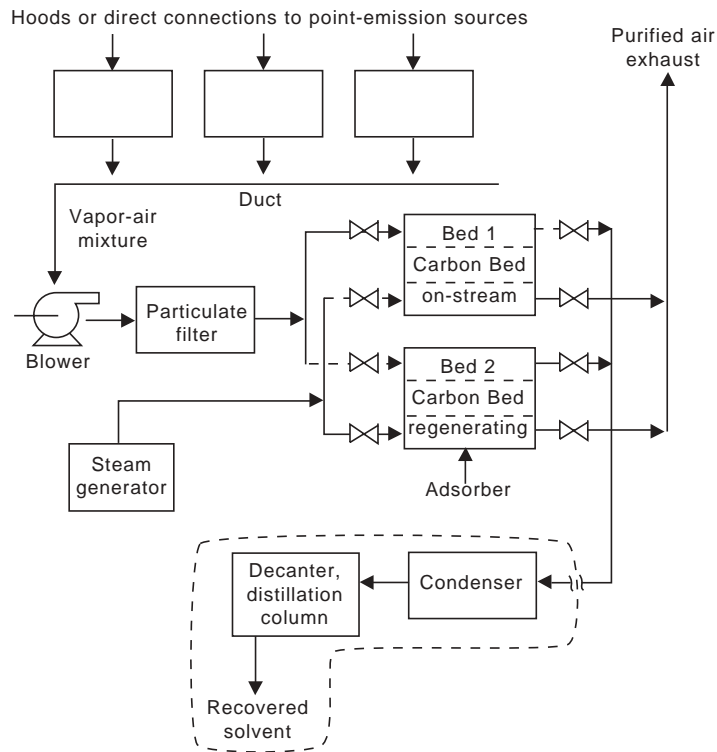 Hoods or direct connections to point-emission sources
Purified air
exhaust
Duct
Vapor-air
mixture
Blower
Particulate
filter
Bed 1
Carbon Bed
on-stream
Bed 2
Carbon Bed
regenerating
Steam
generator
Adsorber
Decanter,
distillation
column
Condenser
Recovered
solvent